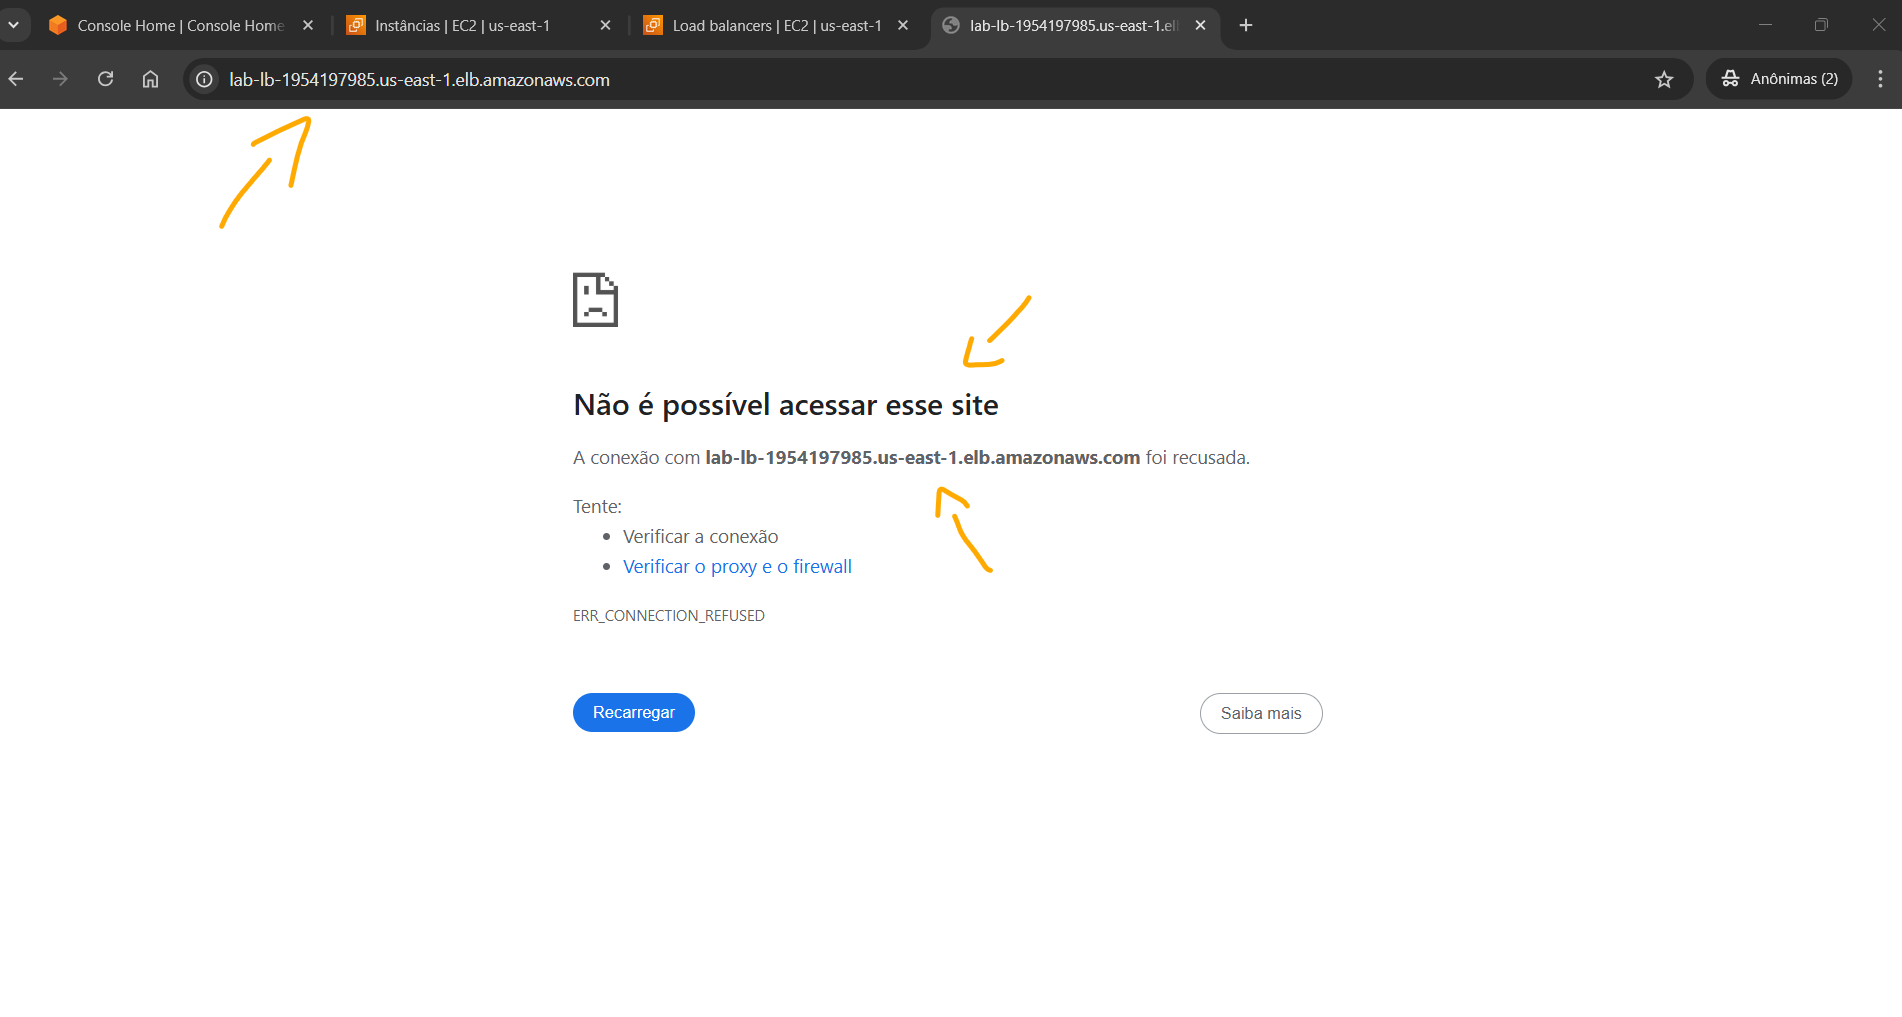 Console Home | Console Home
Instâncias | EC2 | us-east-1
Load balancers | EC2 | us-east-1
lab-lb-1954197985.us-east-1.el
lab-lb-1954197985.us-east-1.elb.amazonaws.com
Anônimas (2)
Não é possível acessar esse site
A conexão com lab-lb-1954197985.us-east-1.elb.amazonaws.com foi recusada.
Tente:
Verificar a conexão
Verificar o proxy e o firewall
ERR_CONNECTION_REFUSED
Recarregar
Saiba mais